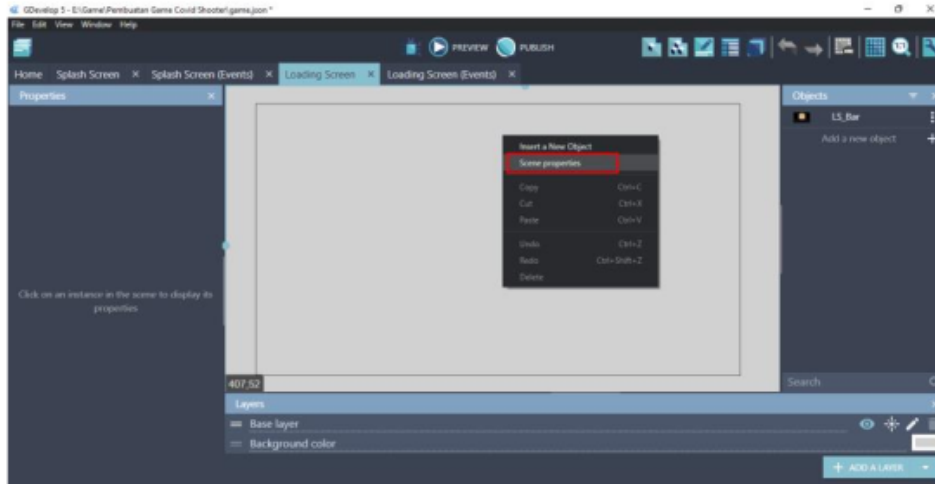 GDevelop 5 - E:\Game\Pembuatan Game Covid Shooter\game.json *
File Edit View Window Help
PREVIEW PUBLISH
Home Splash Screen × Splash Screen (Events) × Loading Screen × Loading Screen (Events) ×
Properties ×
Objects
LS_Bar
Add a new object +
Insert a New Object
Scene properties
Copy Ctrl+C
Cut Ctrl+X
Paste Ctrl+V
Undo Ctrl+Z
Redo Ctrl+Shift+Z
Delete
Click on an instance in the scene to display its
properties
407;52
Search
Layers
Base layer
Background color
+ ADD A LAYER